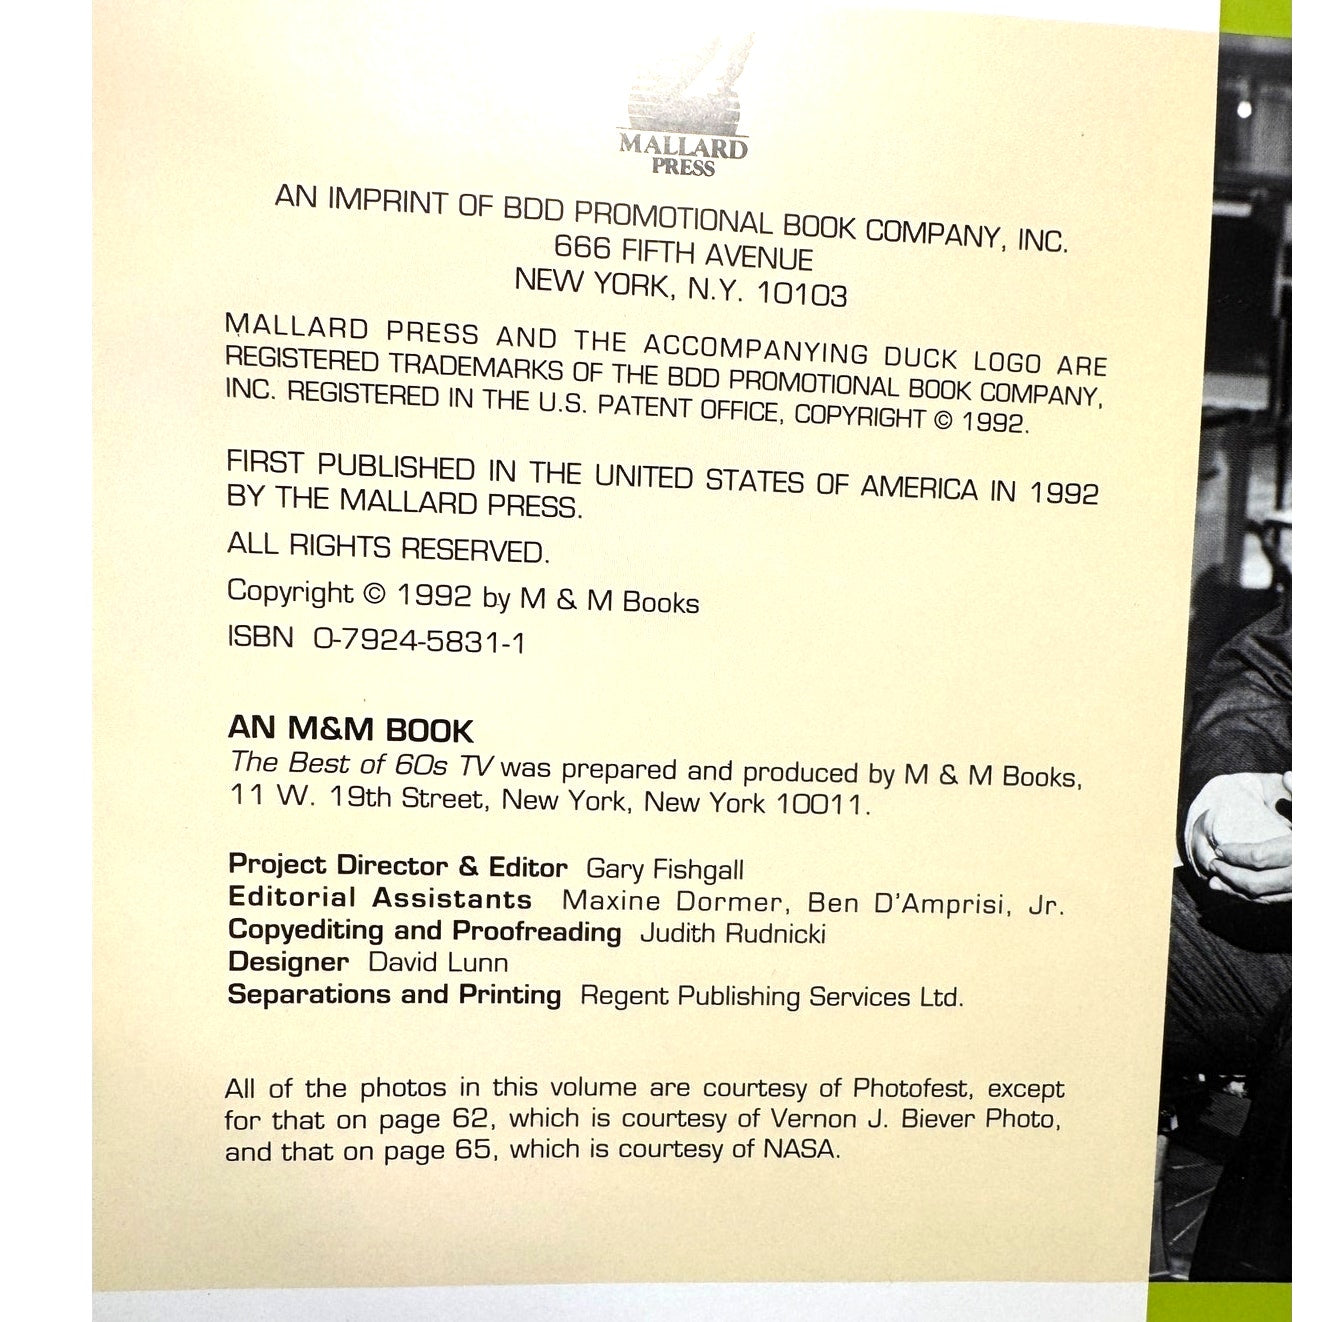 MALLARD
PRESS
AN IMPRINT OF BDD PROMOTIONAL BOOK COMPANY, INC.
666 FIFTH AVENUE
NEW YORK, N.Y. 10103
MALLARD PRESS AND THE ACCOMPANYING DUCK LOGO ARE
REGISTERED TRADEMARKS OF THE BDD PROMOTIONAL BOOK COMPANY,
INC. REGISTERED IN THE U.S. PATENT OFFICE, COPYRIGHT © 1992.
FIRST PUBLISHED IN THE UNITED STATES OF AMERICA IN 1992
BY THE MALLARD PRESS.
ALL RIGHTS RESERVED.
Copyright © 1992 by M & M Books
ISBN 0-7924-5831-1
AN M&M BOOK
The Best of 60s TV was prepared and produced by M & M Books,
11 W. 19th Street, New York, New York 10011.
Project Director & Editor Gary Fishgall
Editorial Assistants Maxine Dormer, Ben D'Amprisi, Jr.
Copyediting and Proofreading Judith Rudnicki
Designer David Lunn
Separations and Printing Regent Publishing Services Ltd.
All of the photos in this volume are courtesy of Photofest, except
for that on page 62, which is courtesy of Vernon J. Biever Photo,
and that on page 65, which is courtesy of NASA.